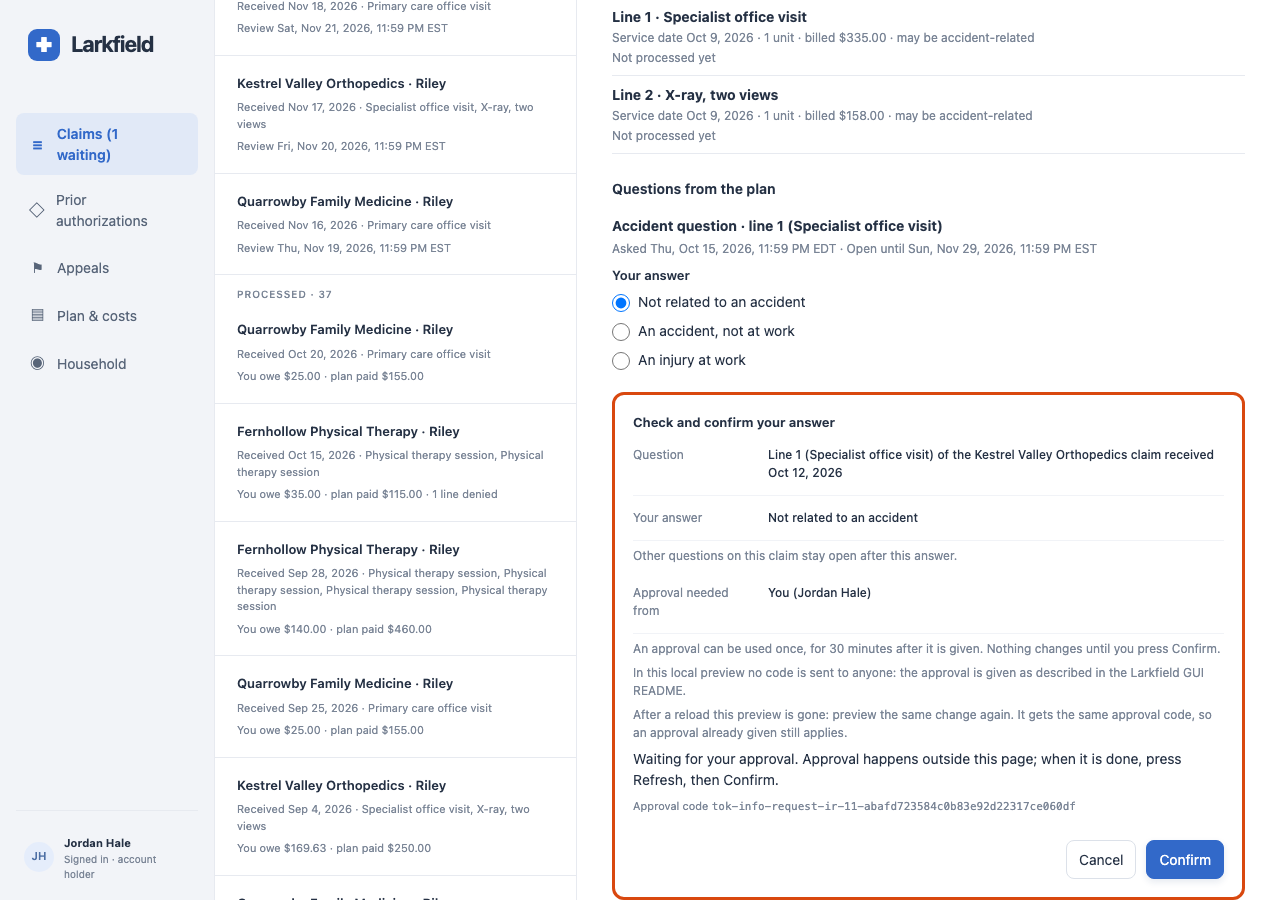 Larkfield
Claims (1
waiting)
Prior
authorizations
Appeals
Plan & costs
Household
JH
Jordan Hale
Signed in · account
holder
Received Nov 18, 2026 · Primary care office visit
Review Sat, Nov 21, 2026, 11:59 PM EST
Kestrel Valley Orthopedics · Riley
Received Nov 17, 2026 · Specialist office visit, X-ray, two
views
Review Fri, Nov 20, 2026, 11:59 PM EST
Quarrowby Family Medicine · Riley
Received Nov 16, 2026 · Primary care office visit
Review Thu, Nov 19, 2026, 11:59 PM EST
PROCESSED · 37
Quarrowby Family Medicine · Riley
Received Oct 20, 2026 · Primary care office visit
You owe $25.00 · plan paid $155.00
Fernhollow Physical Therapy · Riley
Received Oct 15, 2026 · Physical therapy session, Physical
therapy session
You owe $35.00 · plan paid $115.00 · 1 line denied
Fernhollow Physical Therapy · Riley
Received Sep 28, 2026 · Physical therapy session, Physical
therapy session, Physical therapy session, Physical therapy
session
You owe $140.00 · plan paid $460.00
Quarrowby Family Medicine · Riley
Received Sep 25, 2026 · Primary care office visit
You owe $25.00 · plan paid $155.00
Kestrel Valley Orthopedics · Riley
Received Sep 4, 2026 · Specialist office visit, X-ray, two
views
You owe $169.63 · plan paid $250.00
Line 1 · Specialist office visit
Service date Oct 9, 2026 · 1 unit · billed $335.00 · may be accident-related
Not processed yet
Line 2 · X-ray, two views
Service date Oct 9, 2026 · 1 unit · billed $158.00 · may be accident-related
Not processed yet
Questions from the plan
Accident question · line 1 (Specialist office visit)
Asked Thu, Oct 15, 2026, 11:59 PM EDT · Open until Sun, Nov 29, 2026, 11:59 PM EST
Your answer
Not related to an accident
An accident, not at work
An injury at work
Check and confirm your answer
Question
Line 1 (Specialist office visit) of the Kestrel Valley Orthopedics claim received
Oct 12, 2026
Your answer
Not related to an accident
Other questions on this claim stay open after this answer.
Approval needed
from
You (Jordan Hale)
An approval can be used once, for 30 minutes after it is given. Nothing changes until you press Confirm.
In this local preview no code is sent to anyone: the approval is given as described in the Larkfield GUI
README.
After a reload this preview is gone: preview the same change again. It gets the same approval code, so
an approval already given still applies.
Waiting for your approval. Approval happens outside this page; when it is done, press
Refresh, then Confirm.
Approval code tok-info-request-ir-11-abafd723584c0b83e92d22317ce060df
Cancel
Confirm